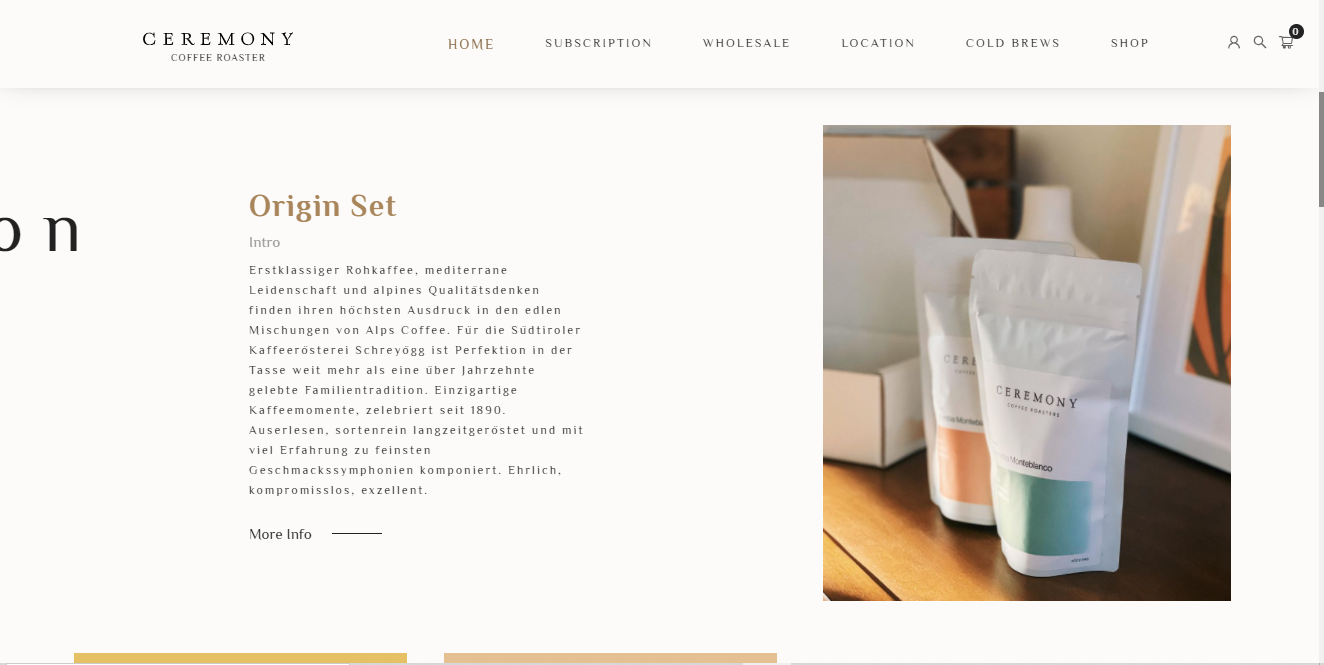 CEREMONY
COFFEE ROASTER
HOME SUBSCRIPTION WHOLESALE LOCATION COLD BREWS SHOP
0
on
Origin Set
Intro
Erstklassiger Rohkaffee, mediterrane
Leidenschaft und alpines Qualitätsdenken
finden ihren höchsten Ausdruck in den edlen
Mischungen von Alps Coffee. Für die Südtiroler
Kaffeerösterei Schreyögg ist Perfektion in der
Tasse weit mehr als eine über Jahrzehnte
gelebte Familientradition. Einzigartige
Kaffeemomente, zelebriert seit 1890.
Auserlesen, sortenrein langzeitgeröstet und mit
viel Erfahrung zu feinsten
Geschmackssymphonien komponiert. Ehrlich,
kompromisslos, exzellent.
More Info
CERE
CEREMONY
COFFEE ROASTERS
Monteblanco